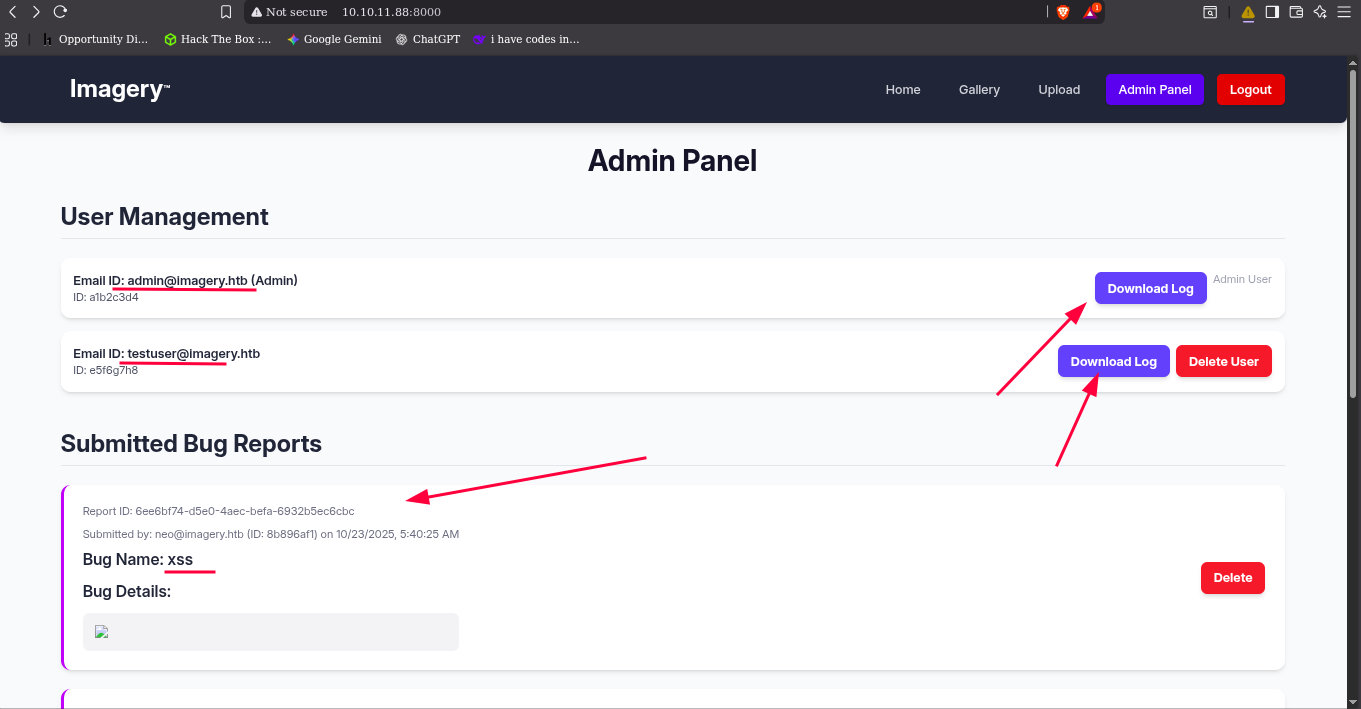 Not secure 10.10.11.88:8000
1
Opportunity Di... Hack The Box :... Google Gemini ChatGPT i have codes in...
Imagery™ Home Gallery Upload Admin Panel Logout
Admin Panel
User Management
Email ID: admin@imagery.htb (Admin)
ID: a1b2c3d4
Download Log Admin User
Email ID: testuser@imagery.htb
ID: e5f6g7h8
Download Log Delete User
Submitted Bug Reports
Report ID: 6ee6bf74-d5e0-4aec-befa-6932b5ec6cbc
Submitted by: neo@imagery.htb (ID: 8b896af1) on 10/23/2025, 5:40:25 AM
Bug Name: xss
Bug Details:
Delete